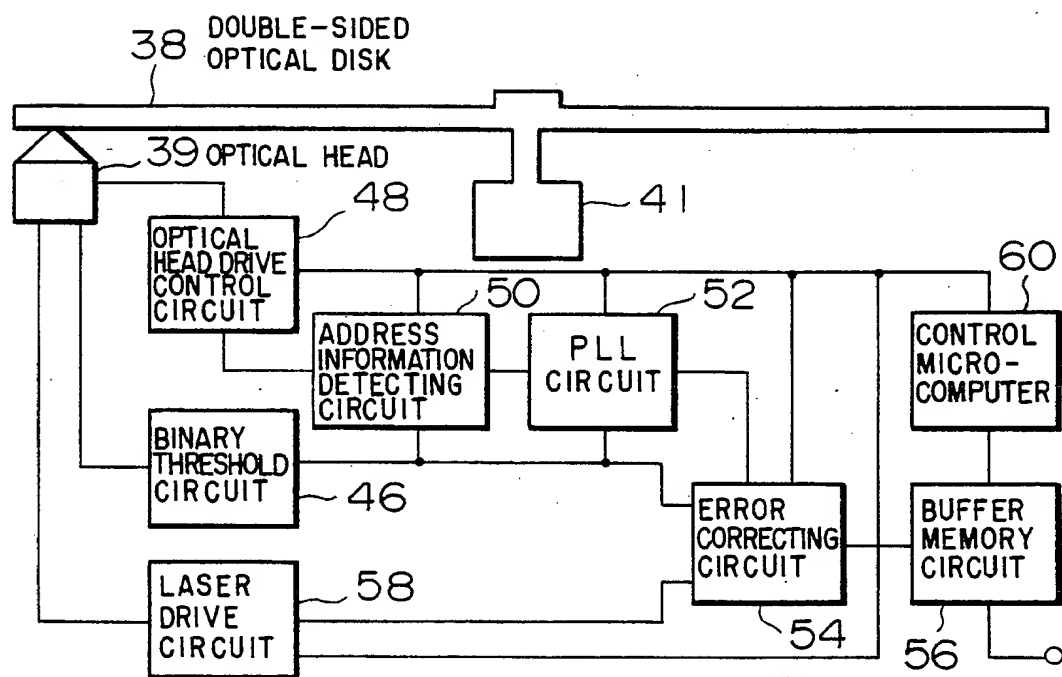 38 DOUBLE-SIDED
OPTICAL DISK
39 OPTICAL HEAD
41
48
OPTICAL
HEAD DRIVE
CONTROL
CIRCUIT
50
ADDRESS
INFORMATION
DETECTING
CIRCUIT
52
PLL
CIRCUIT
60
CONTROL
MICRO-
COMPUTER
BINARY
THRESHOLD
CIRCUIT
46
ERROR
CORRECTING
CIRCUIT
54
BUFFER
MEMORY
CIRCUIT
56
LASER
DRIVE
CIRCUIT
58